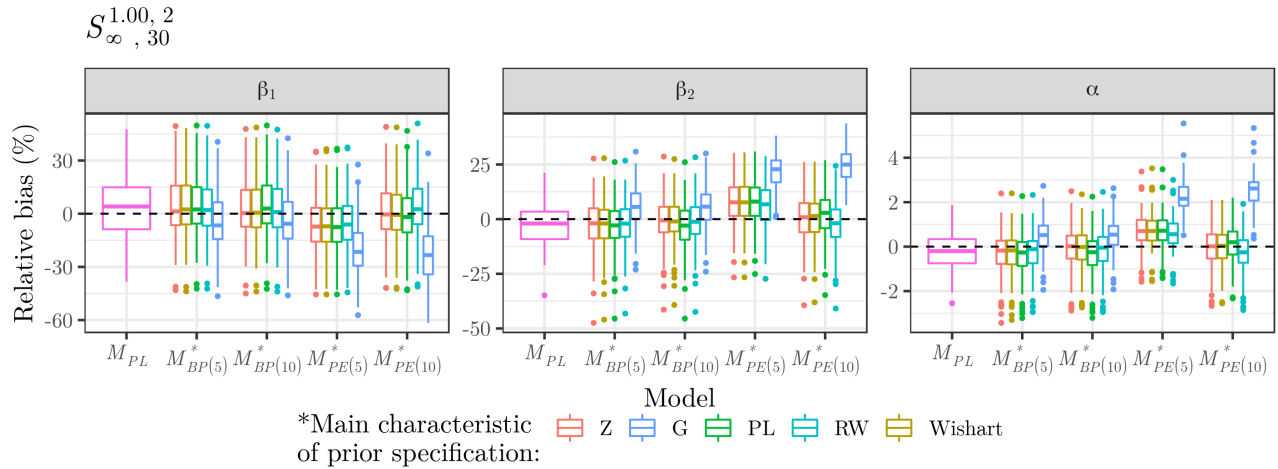 S_∞ , 30^1.00, 2
β₁
β₂
α
Relative bias (%)
30
0
-30
-60
25
0
-25
-50
4
2
0
-2
M_PL M*_BP(5) M*_BP(10) M*_PE(5) M*_PE(10)
M_PL M*_BP(5) M*_BP(10) M*_PE(5) M*_PE(10)
M_PL M*_BP(5) M*_BP(10) M*_PE(5) M*_PE(10)
Model
*Main characteristic
of prior specification:
Z G PL RW Wishart